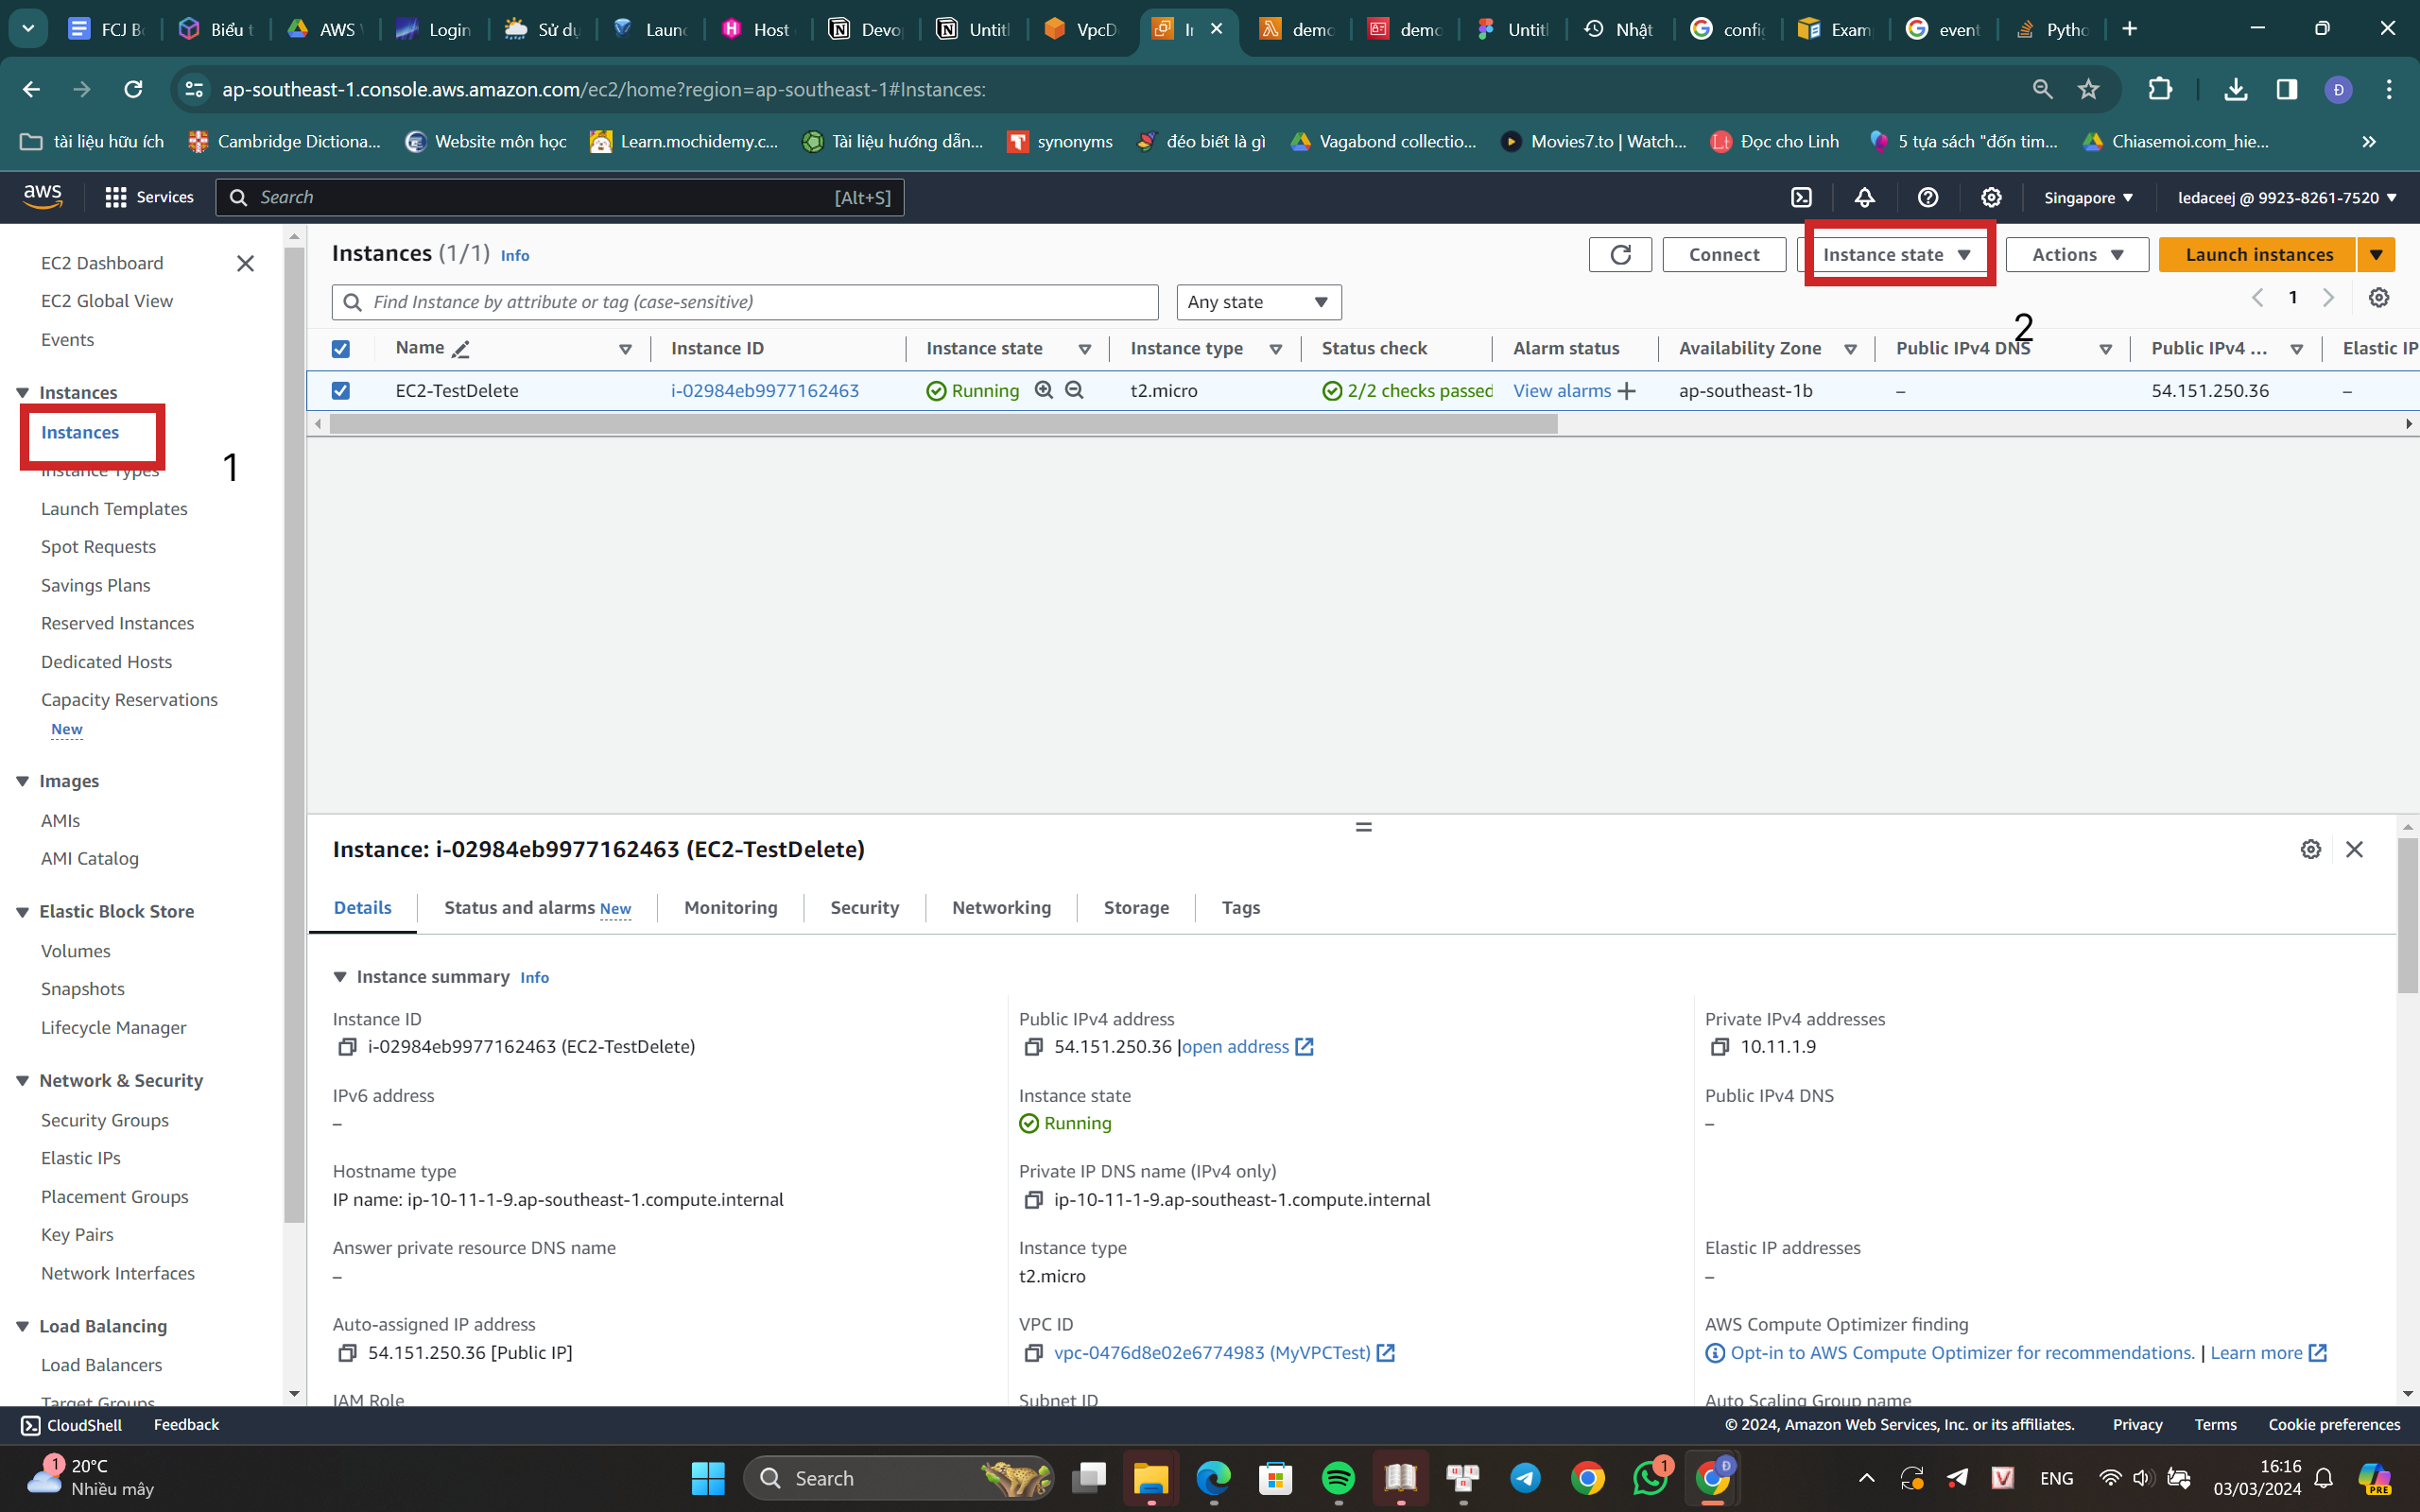 FCJ B
Biểu t
AWS
Login
Sử dụ
Laun
Host
Devo
Untitl
VpcD
demo
demo
Untitl
Nhật
config
Exam
event
Pytho
ap-southeast-1.console.aws.amazon.com/ec2/home?region=ap-southeast-1#Instances:
tài liệu hữu ích
Cambridge Dictiona...
Website môn học
Learn.mochidemy.c...
Tài liệu hướng dẫn...
synonyms
đéo biết là gì
Vagabond collectio...
Movies7.to | Watch...
Đọc cho Linh
5 tựa sách "đốn tim...
Chiasemoi.com_hie...
aws
Services
Search
[Alt+S]
Singapore
ledaceej @ 9923-8261-7520
EC2 Dashboard
EC2 Global View
Events
Instances
Instances
1
Instance Types
Launch Templates
Spot Requests
Savings Plans
Reserved Instances
Dedicated Hosts
Capacity Reservations
New
Images
AMIs
AMI Catalog
Elastic Block Store
Volumes
Snapshots
Lifecycle Manager
Network & Security
Security Groups
Elastic IPs
Placement Groups
Key Pairs
Network Interfaces
Load Balancing
Load Balancers
Target Groups
Instances (1/1) Info
Connect
Instance state
Actions
Launch instances
Find Instance by attribute or tag (case-sensitive)
Any state
1
2
Name
Instance ID
Instance state
Instance type
Status check
Alarm status
Availability Zone
Public IPv4 DNS
Public IPv4 ...
Elastic IP
EC2-TestDelete
i-02984eb9977162463
Running
t2.micro
2/2 checks passed
View alarms
ap-southeast-1b
–
54.151.250.36
–
Instance: i-02984eb9977162463 (EC2-TestDelete)
Details
Status and alarms New
Monitoring
Security
Networking
Storage
Tags
Instance summary Info
Instance ID
i-02984eb9977162463 (EC2-TestDelete)
Public IPv4 address
54.151.250.36 |open address
Private IPv4 addresses
10.11.1.9
IPv6 address
–
Instance state
Running
Public IPv4 DNS
–
Hostname type
IP name: ip-10-11-1-9.ap-southeast-1.compute.internal
Private IP DNS name (IPv4 only)
ip-10-11-1-9.ap-southeast-1.compute.internal
Answer private resource DNS name
–
Instance type
t2.micro
Elastic IP addresses
–
Auto-assigned IP address
54.151.250.36 [Public IP]
VPC ID
vpc-0476d8e02e6774983 (MyVPCTest)
AWS Compute Optimizer finding
Opt-in to AWS Compute Optimizer for recommendations. | Learn more
IAM Role
Subnet ID
Auto Scaling Group name
CloudShell
Feedback
© 2024, Amazon Web Services, Inc. or its affiliates.
Privacy
Terms
Cookie preferences
1
20°C
Nhiều mây
Search
1
Đ
ENG
16:16
03/03/2024
PRE